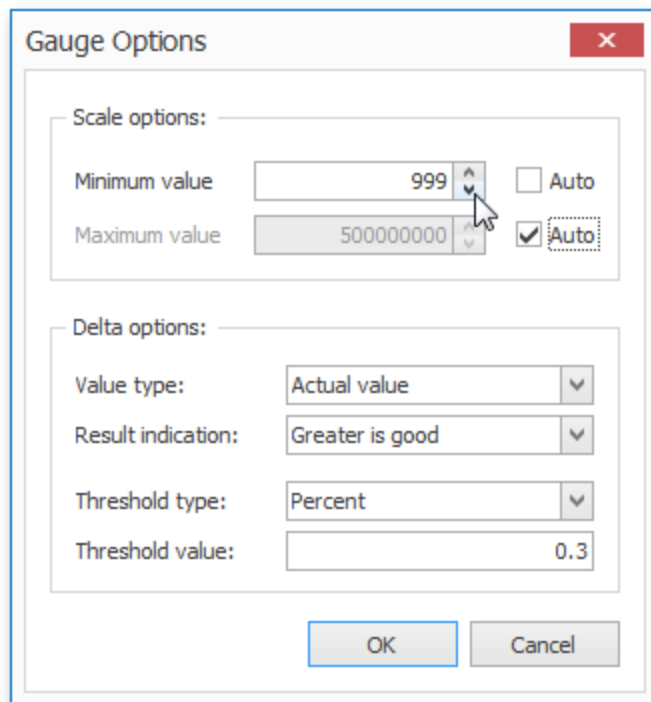 Gauge Options
Scale options:
Minimum value 999 Auto
Maximum value 500000000 Auto
Delta options:
Value type: Actual value
Result indication: Greater is good
Threshold type: Percent
Threshold value: 0.3
OK Cancel